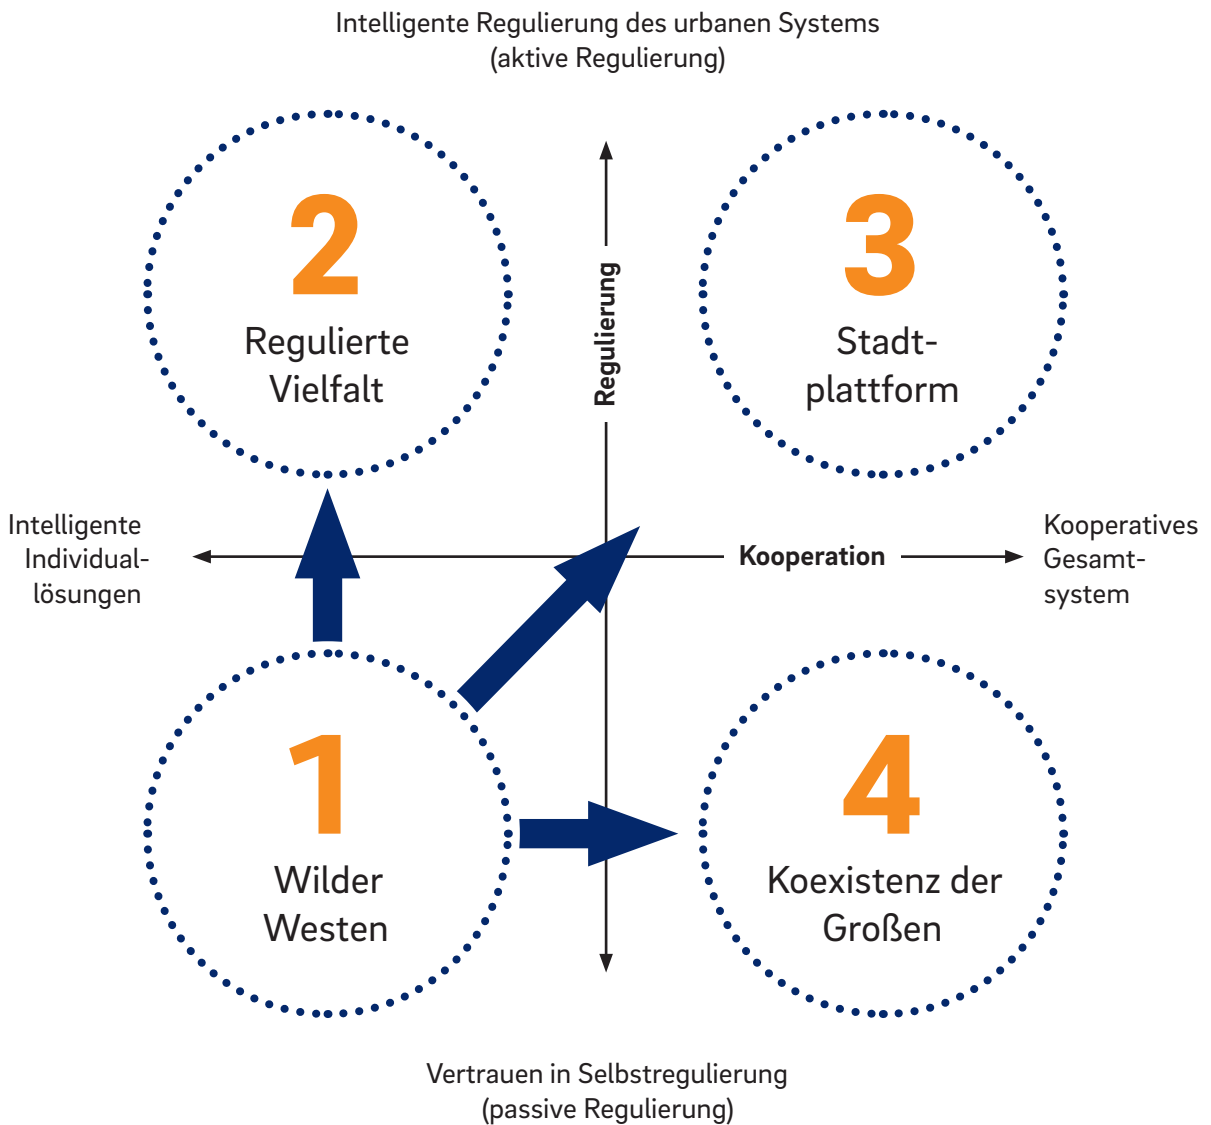 Intelligente Regulierung des urbanen Systems
(aktive Regulierung)
2
Regulierte
Vielfalt
Regulierung
3
Stadt-
plattform
Intelligente
Individual-
lösungen
Kooperation
Kooperatives
Gesamt-
system
1
Wilder
Westen
4
Koexistenz der
Großen
Vertrauen in Selbstregulierung
(passive Regulierung)